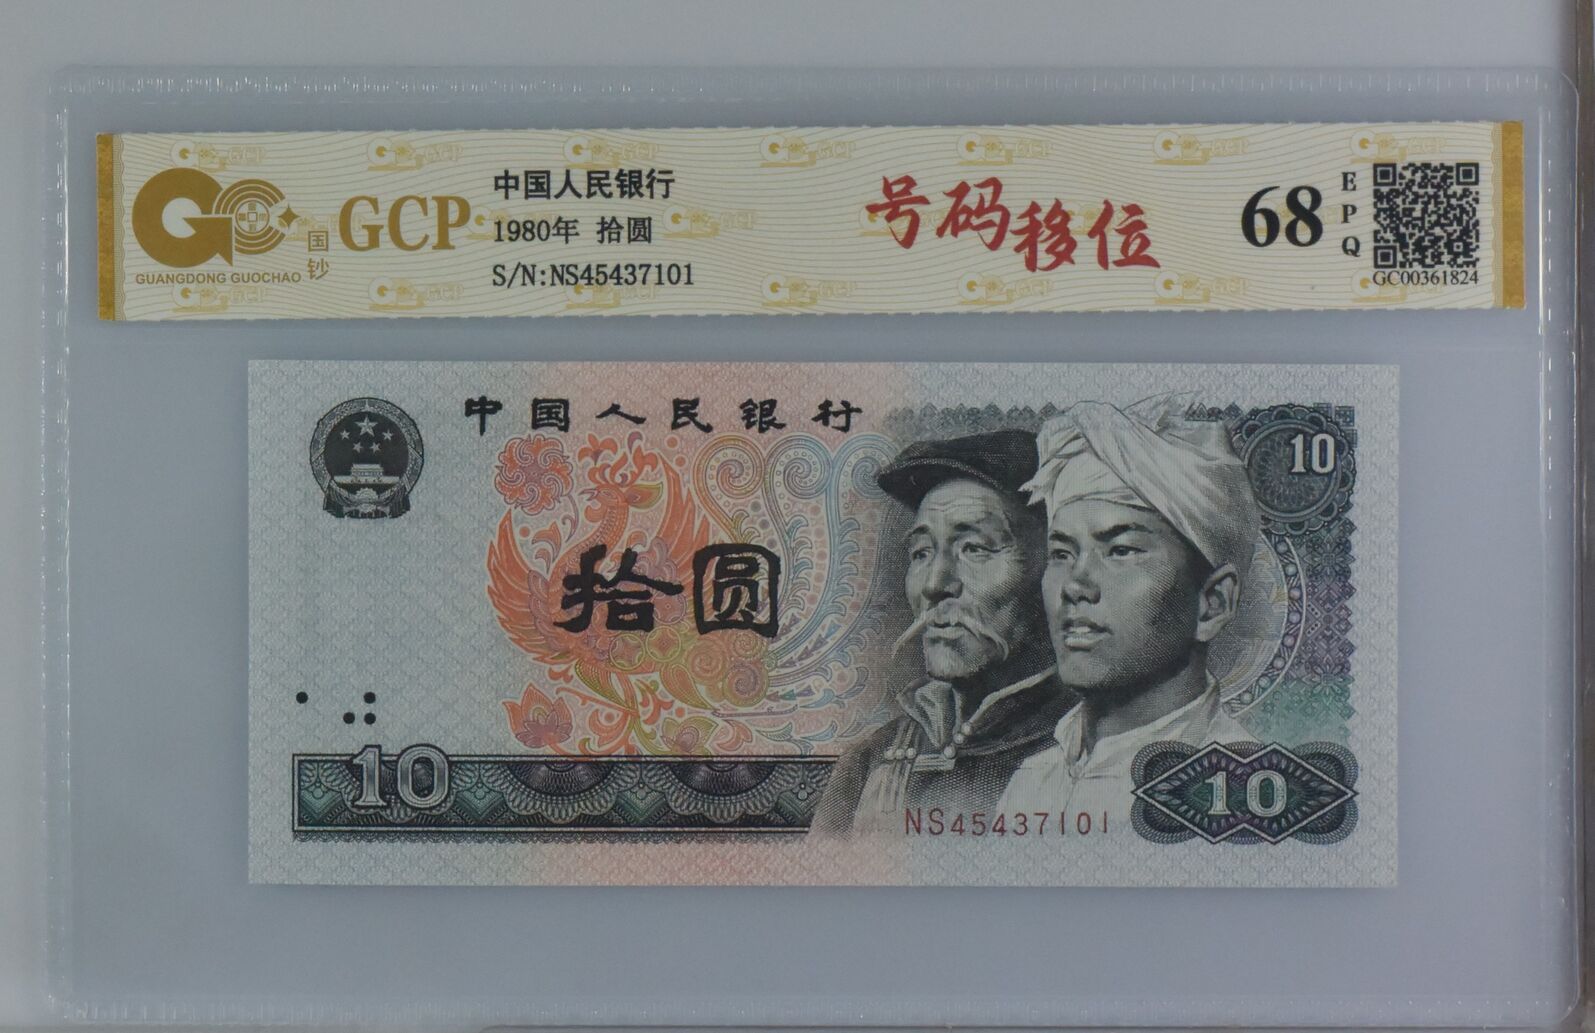 GCP
国钞
GUANGDONG GUOCHAO
中国人民银行
1980年 拾圆
S/N:NS45437101
号码移位
68
EPQ
GC00361824
中国人民银行
10
拾圆
10
NS45437101
10